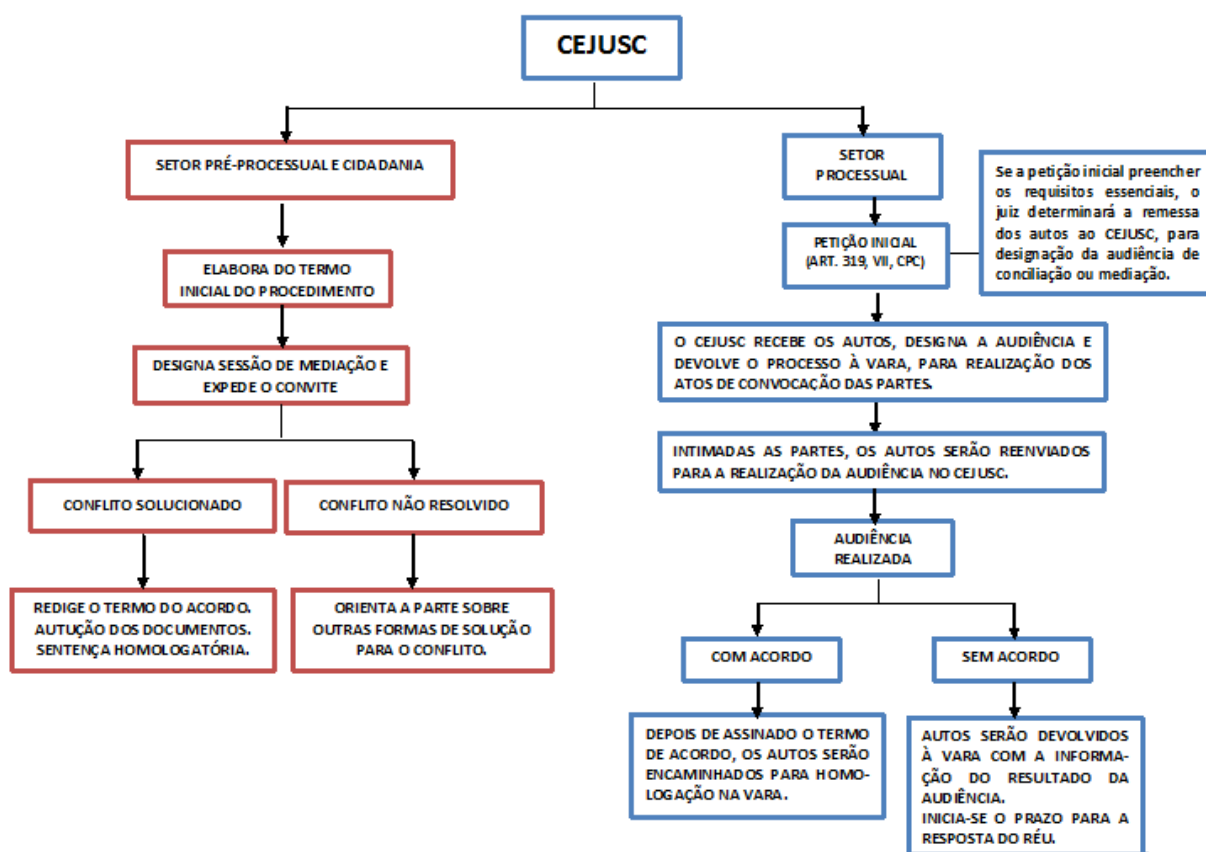 CEJUSC
SETOR PRÉ-PROCESSUAL E CIDADANIA
ELABORA DO TERMO
INICIAL DO PROCEDIMENTO
DESIGNA SESSÃO DE MEDIAÇÃO E
EXPEDE O CONVITE
CONFLITO SOLUCIONADO
REDIGE O TERMO DO ACORDO.
AUTUÇÃO DOS DOCUMENTOS.
SENTENÇA HOMOLOGATÓRIA.
CONFLITO NÃO RESOLVIDO
ORIENTA A PARTE SOBRE
OUTRAS FORMAS DE SOLUÇÃO
PARA O CONFLITO.
SETOR
PROCESSUAL
PETIÇÃO INICIAL
(ART. 319, VII, CPC)
Se a petição inicial preencher
os requisitos essenciais, o
juiz determinará a remessa
dos autos ao CEJUSC, para
designação da audiência de
conciliação ou mediação.
O CEJUSC RECEBE OS AUTOS, DESIGNA A AUDIÊNCIA E
DEVOLVE O PROCESSO À VARA, PARA REALIZAÇÃO DOS
ATOS DE CONVOCAÇÃO DAS PARTES.
INTIMADAS AS PARTES, OS AUTOS SERÃO REENVIADOS
PARA A REALIZAÇÃO DA AUDIÊNCIA NO CEJUSC.
AUDIÊNCIA
REALIZADA
COM ACORDO
DEPOIS DE ASSINADO O TERMO
DE ACORDO, OS AUTOS SERÃO
ENCAMINHADOS PARA HOMO-
LOGAÇÃO NA VARA.
SEM ACORDO
AUTOS SERÃO DEVOLVIDOS
À VARA COM A INFORMA-
ÇÃO DO RESULTADO DA
AUDIÊNCIA.
INICIA-SE O PRAZO PARA A
RESPOSTA DO RÉU.